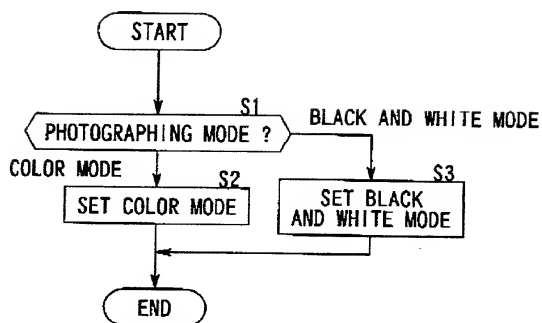 START
S1
PHOTOGRAPHING MODE ?
BLACK AND WHITE MODE
COLOR MODE
S2
SET COLOR MODE
S3
SET BLACK
AND WHITE MODE
END